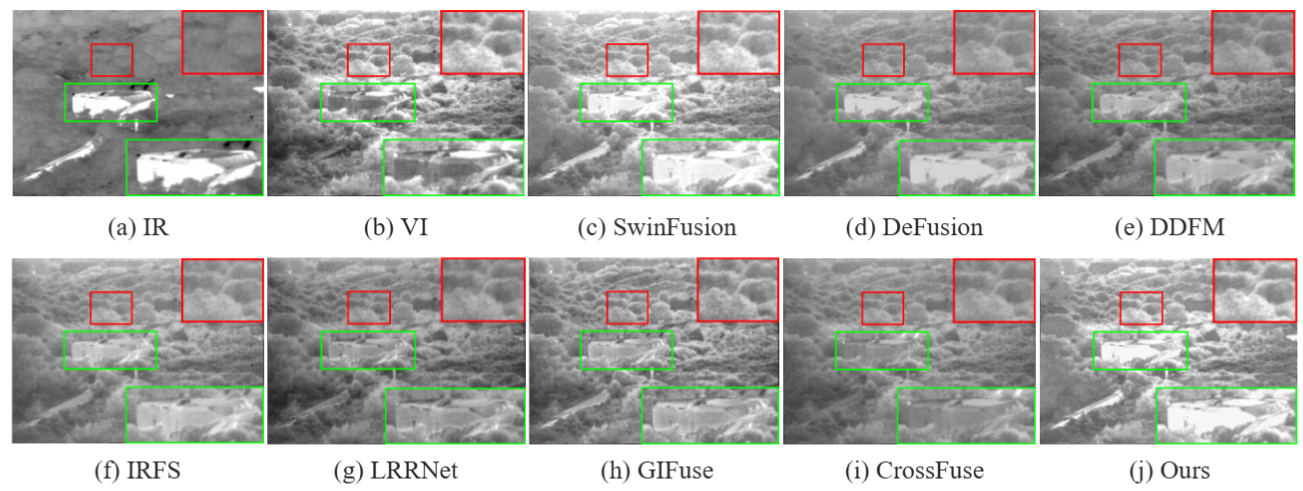 (a) IR (b) VI (c) SwinFusion (d) DeFusion (e) DDFM
(f) IRFS (g) LRRNet (h) GIFuse (i) CrossFuse (j) Ours